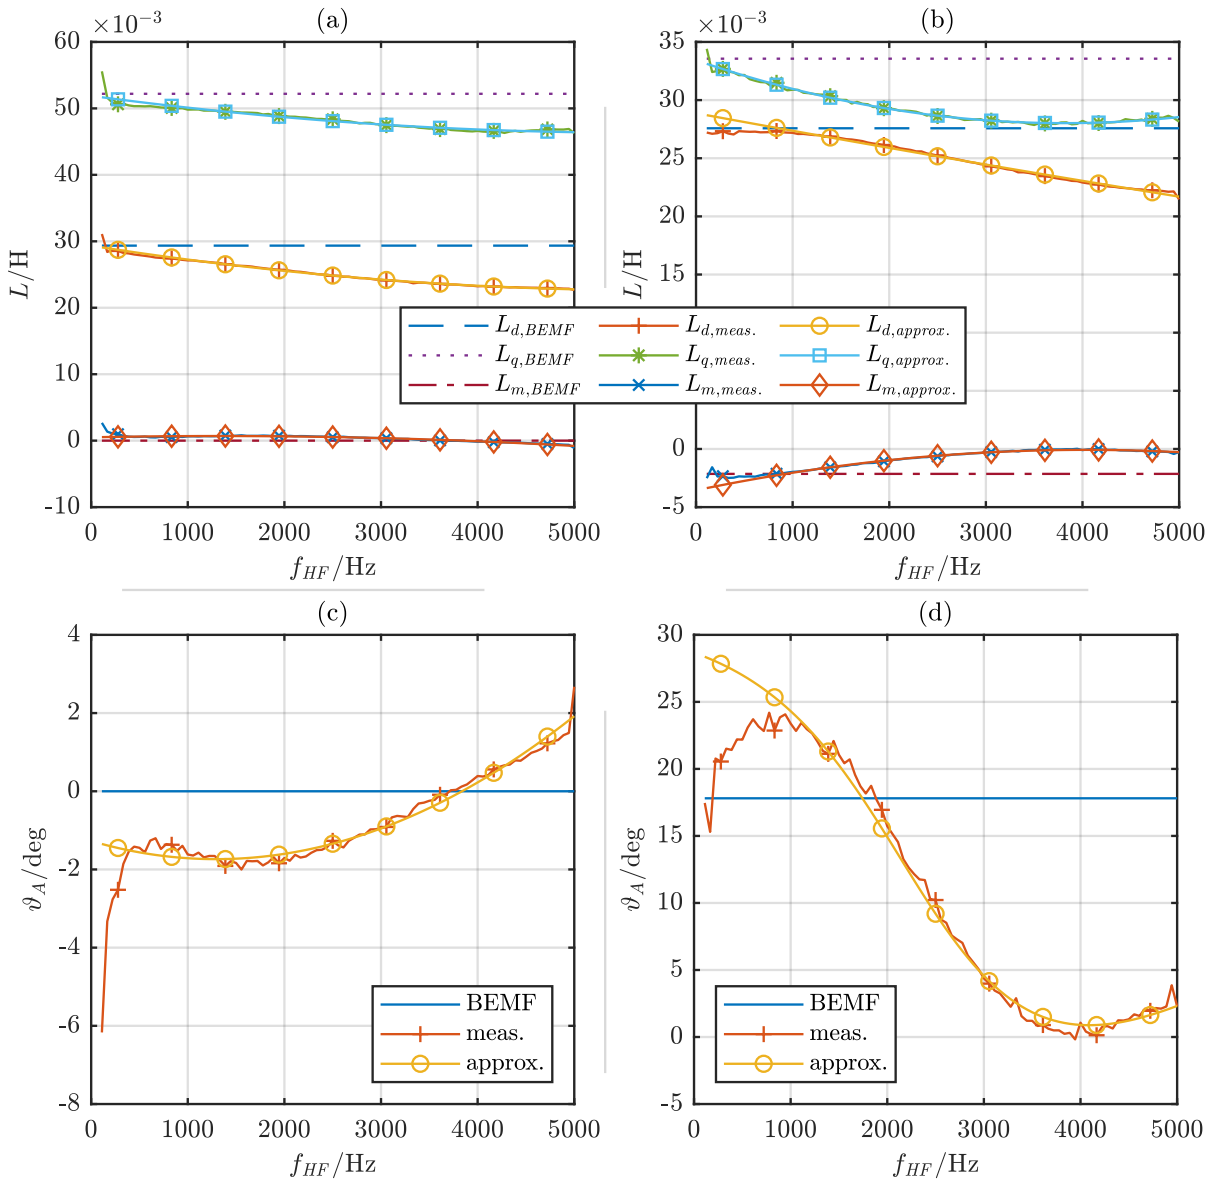 (a)
×10⁻³
60
50
40
30
20
10
0
-10
L/H
0 1000 2000 3000 4000 5000
f_HF/Hz
(b)
×10⁻³
35
30
25
20
15
0
-5
L/H
0 1000 2000 3000 4000 5000
f_HF/Hz
L_d,BEMF L_d,meas. L_d,approx.
L_q,BEMF L_q,meas. L_q,approx.
L_m,BEMF L_m,meas. L_m,approx.
(c)
4
2
0
-2
-4
-6
-8
ϑ_A/deg
BEMF
meas.
approx.
0 1000 2000 3000 4000 5000
f_HF/Hz
(d)
30
25
20
15
10
5
0
-5
ϑ_A/deg
BEMF
meas.
approx.
0 1000 2000 3000 4000 5000
f_HF/Hz